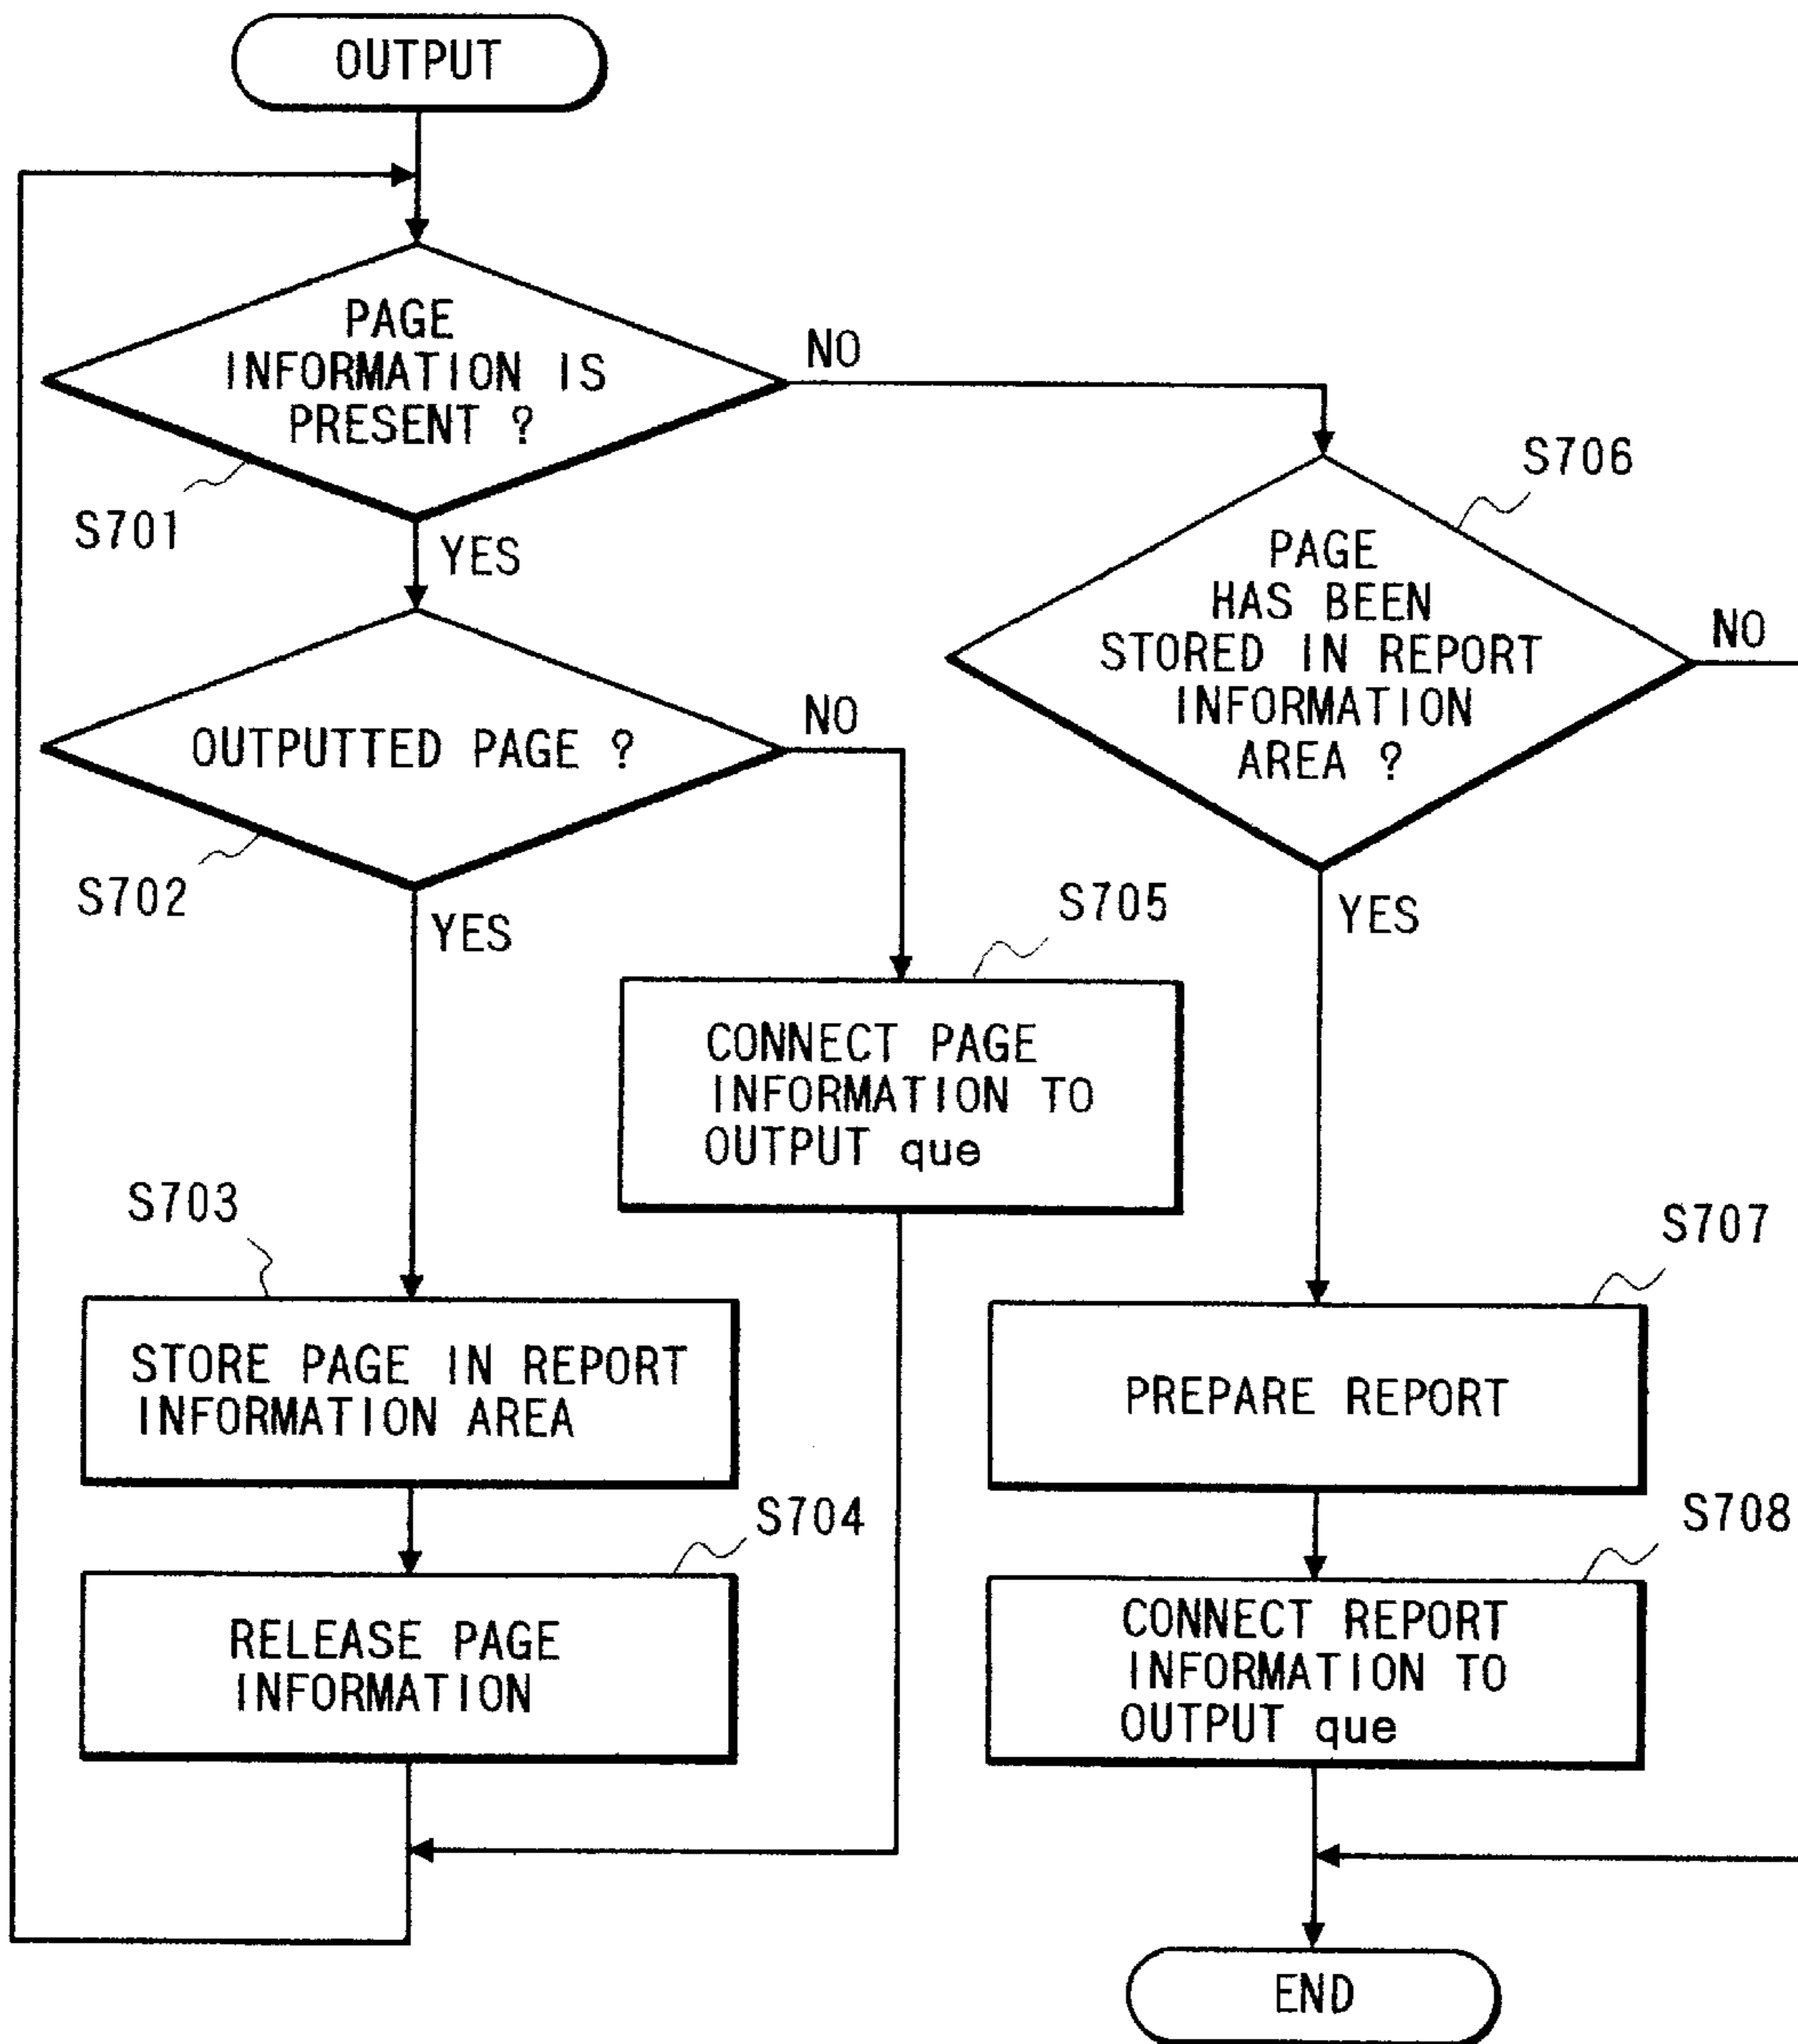 OUTPUT
PAGE
INFORMATION IS
PRESENT ?
NO
S701
YES
OUTPUTTED PAGE ?
NO
S702
YES
S705
CONNECT PAGE
INFORMATION TO
OUTPUT que
S703
STORE PAGE IN REPORT
INFORMATION AREA
S704
RELEASE PAGE
INFORMATION
S706
PAGE
HAS BEEN
STORED IN REPORT
INFORMATION
AREA ?
NO
YES
S707
PREPARE REPORT
S708
CONNECT REPORT
INFORMATION TO
OUTPUT que
END